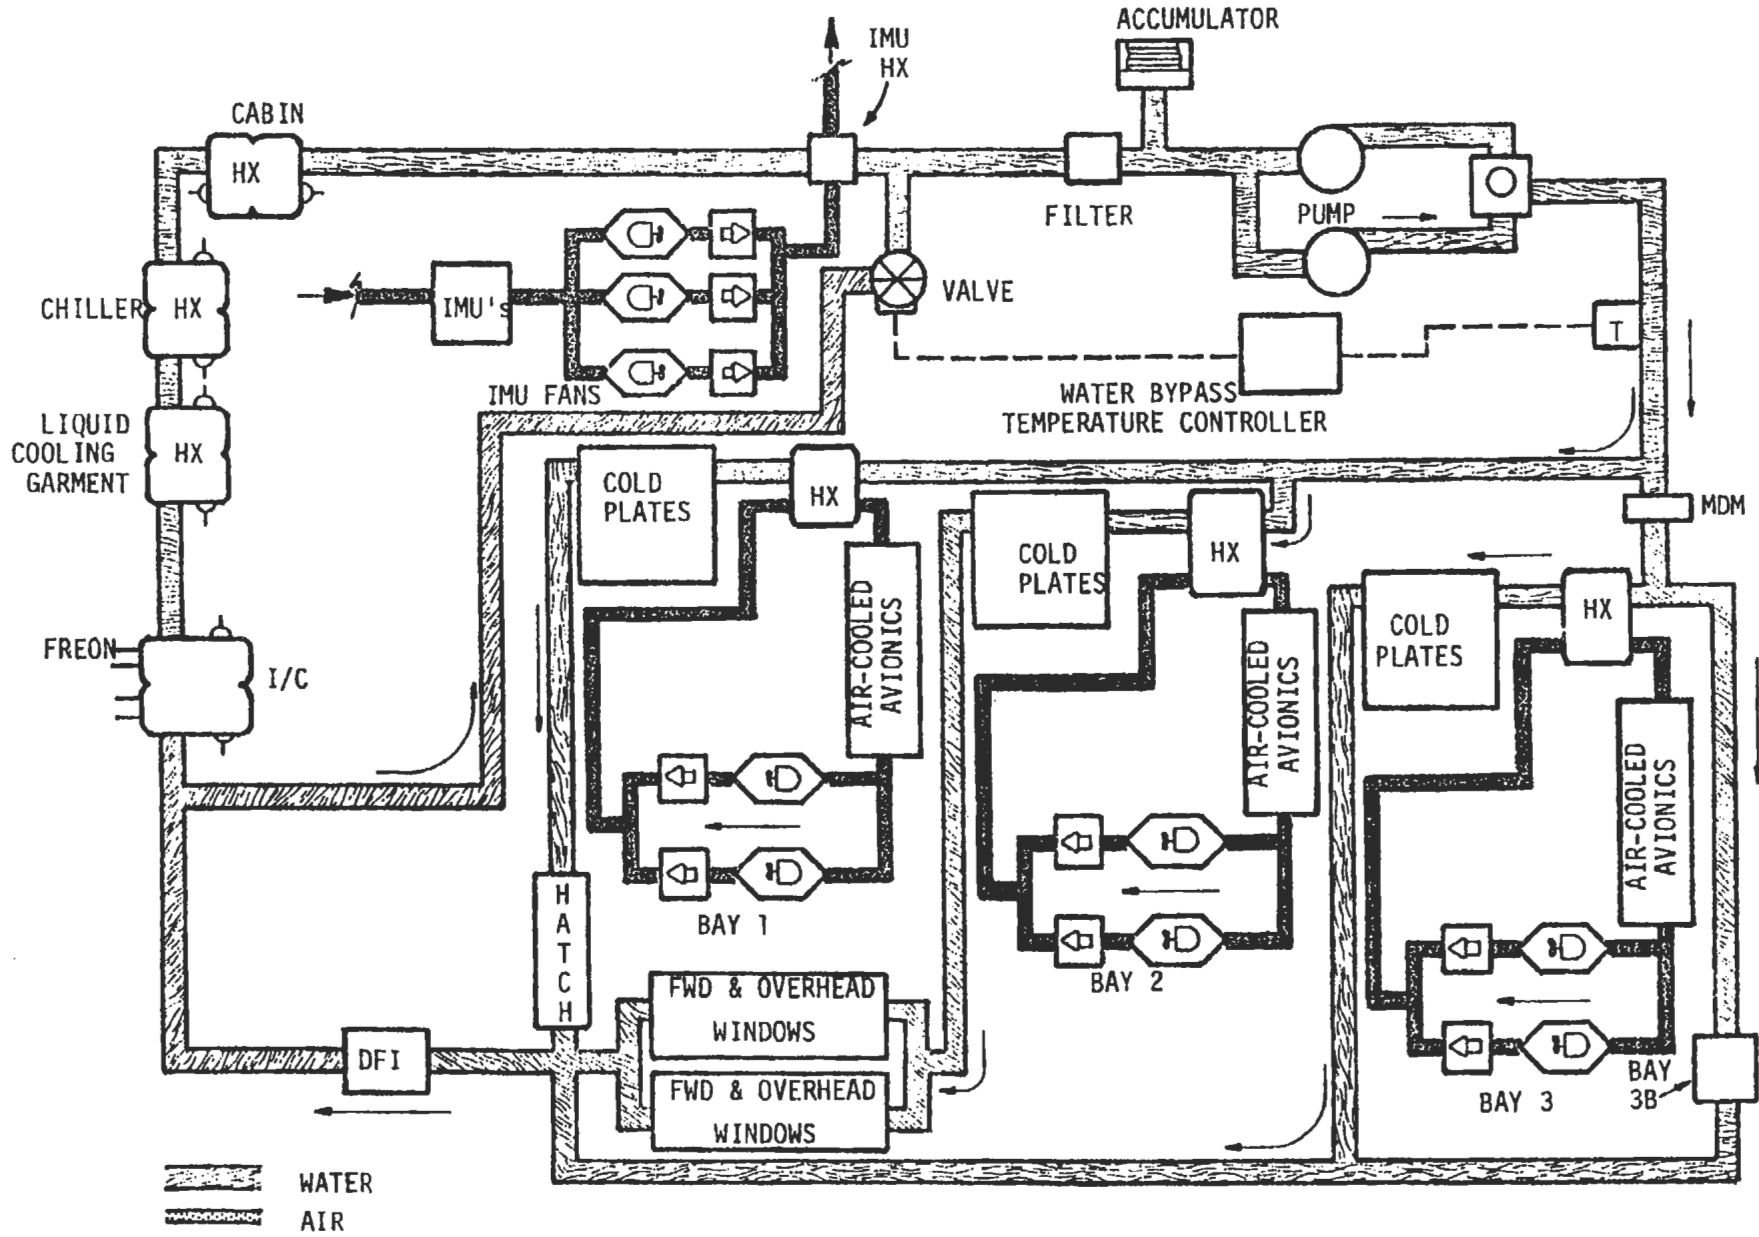 ACCUMULATOR
IMU
HX
CABIN
HX
FILTER
PUMP
CHILLER
HX
IMU's
VALVE
T
IMU FANS
WATER BYPASS
TEMPERATURE CONTROLLER
LIQUID
COOLING
GARMENT
HX
COLD
PLATES
HX
COLD
PLATES
HX
MDM
COLD
PLATES
HX
FREON
I/C
AIR-COOLED
AVIONICS
AIR-COOLED
AVIONICS
AIR-COOLED
AVIONICS
HATCH
BAY 1
BAY 2
FWD & OVERHEAD
WINDOWS
DFI
FWD & OVERHEAD
WINDOWS
BAY 3
BAY
3B
WATER
AIR